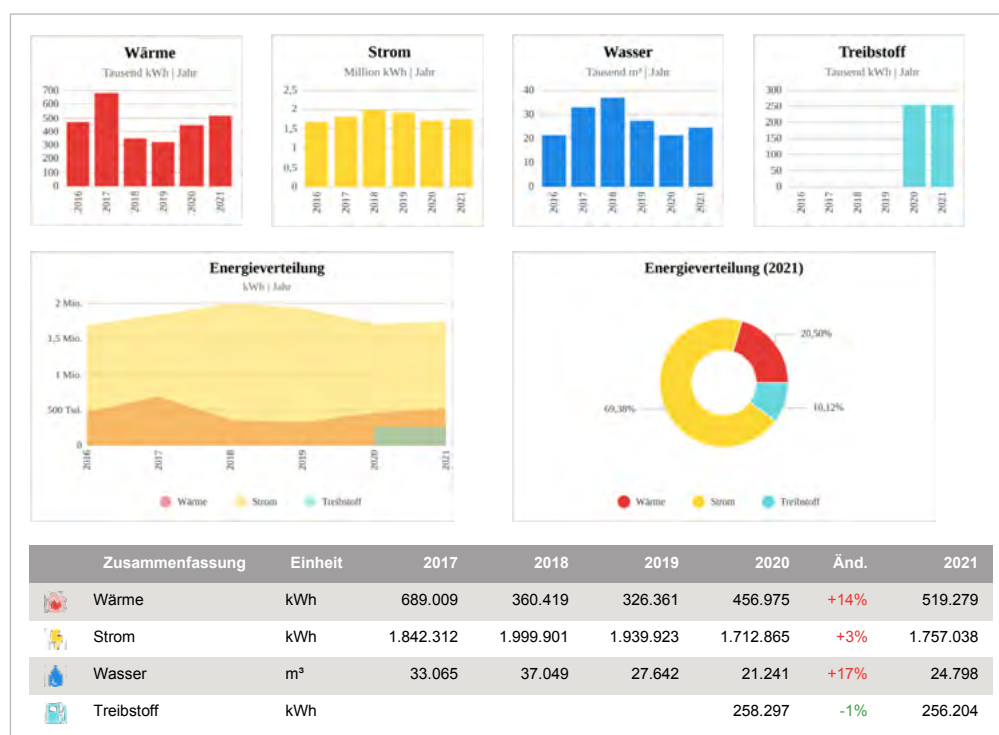 Wärme
Tausend kWh | Jahr
700
600
500
400
300
200
100
0
2016
2017
2018
2019
2020
2021
Strom
Million kWh | Jahr
2,5
2
1,5
1
0,5
0
2016
2017
2018
2019
2020
2021
Wasser
Tausend m³ | Jahr
40
30
20
10
0
2016
2017
2018
2019
2020
2021
Treibstoff
Tausend kWh | Jahr
300
250
200
150
100
50
0
2016
2017
2018
2019
2020
2021
Energieverteilung
kWh | Jahr
2 Mio.
1,5 Mio.
1 Mio.
500 Tsd.
0
2016
2017
2018
2019
2020
2021
Wärme Strom Treibstoff
Energieverteilung (2021)
20,50%
69,38%
10,12%
Wärme Strom Treibstoff
Zusammenfassung Einheit 2017 2018 2019 2020 Änd. 2021
Wärme kWh 689.009 360.419 326.361 456.975 +14% 519.279
Strom kWh 1.842.312 1.999.901 1.939.923 1.712.865 +3% 1.757.038
Wasser m³ 33.065 37.049 27.642 21.241 +17% 24.798
Treibstoff kWh 258.297 -1% 256.204